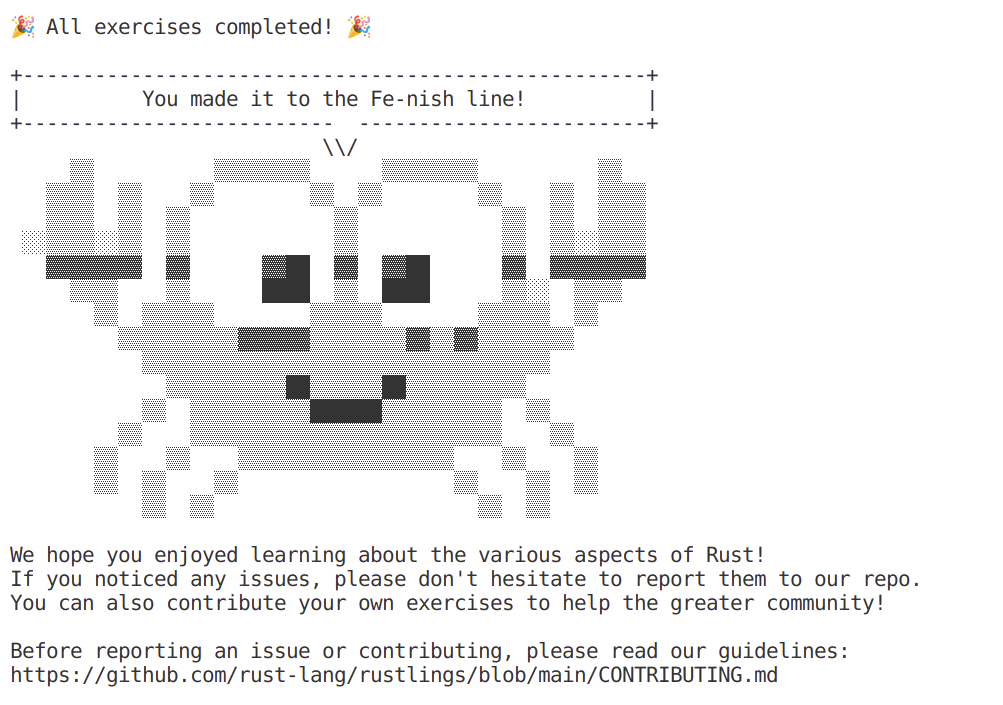 🎉 All exercises completed! 🎉
You made it to the Fe-nish line!
We hope you enjoyed learning about the various aspects of Rust!
If you noticed any issues, please don't hesitate to report them to our repo.
You can also contribute your own exercises to help the greater community!
Before reporting an issue or contributing, please read our guidelines:
https://github.com/rust-lang/rustlings/blob/main/CONTRIBUTING.md